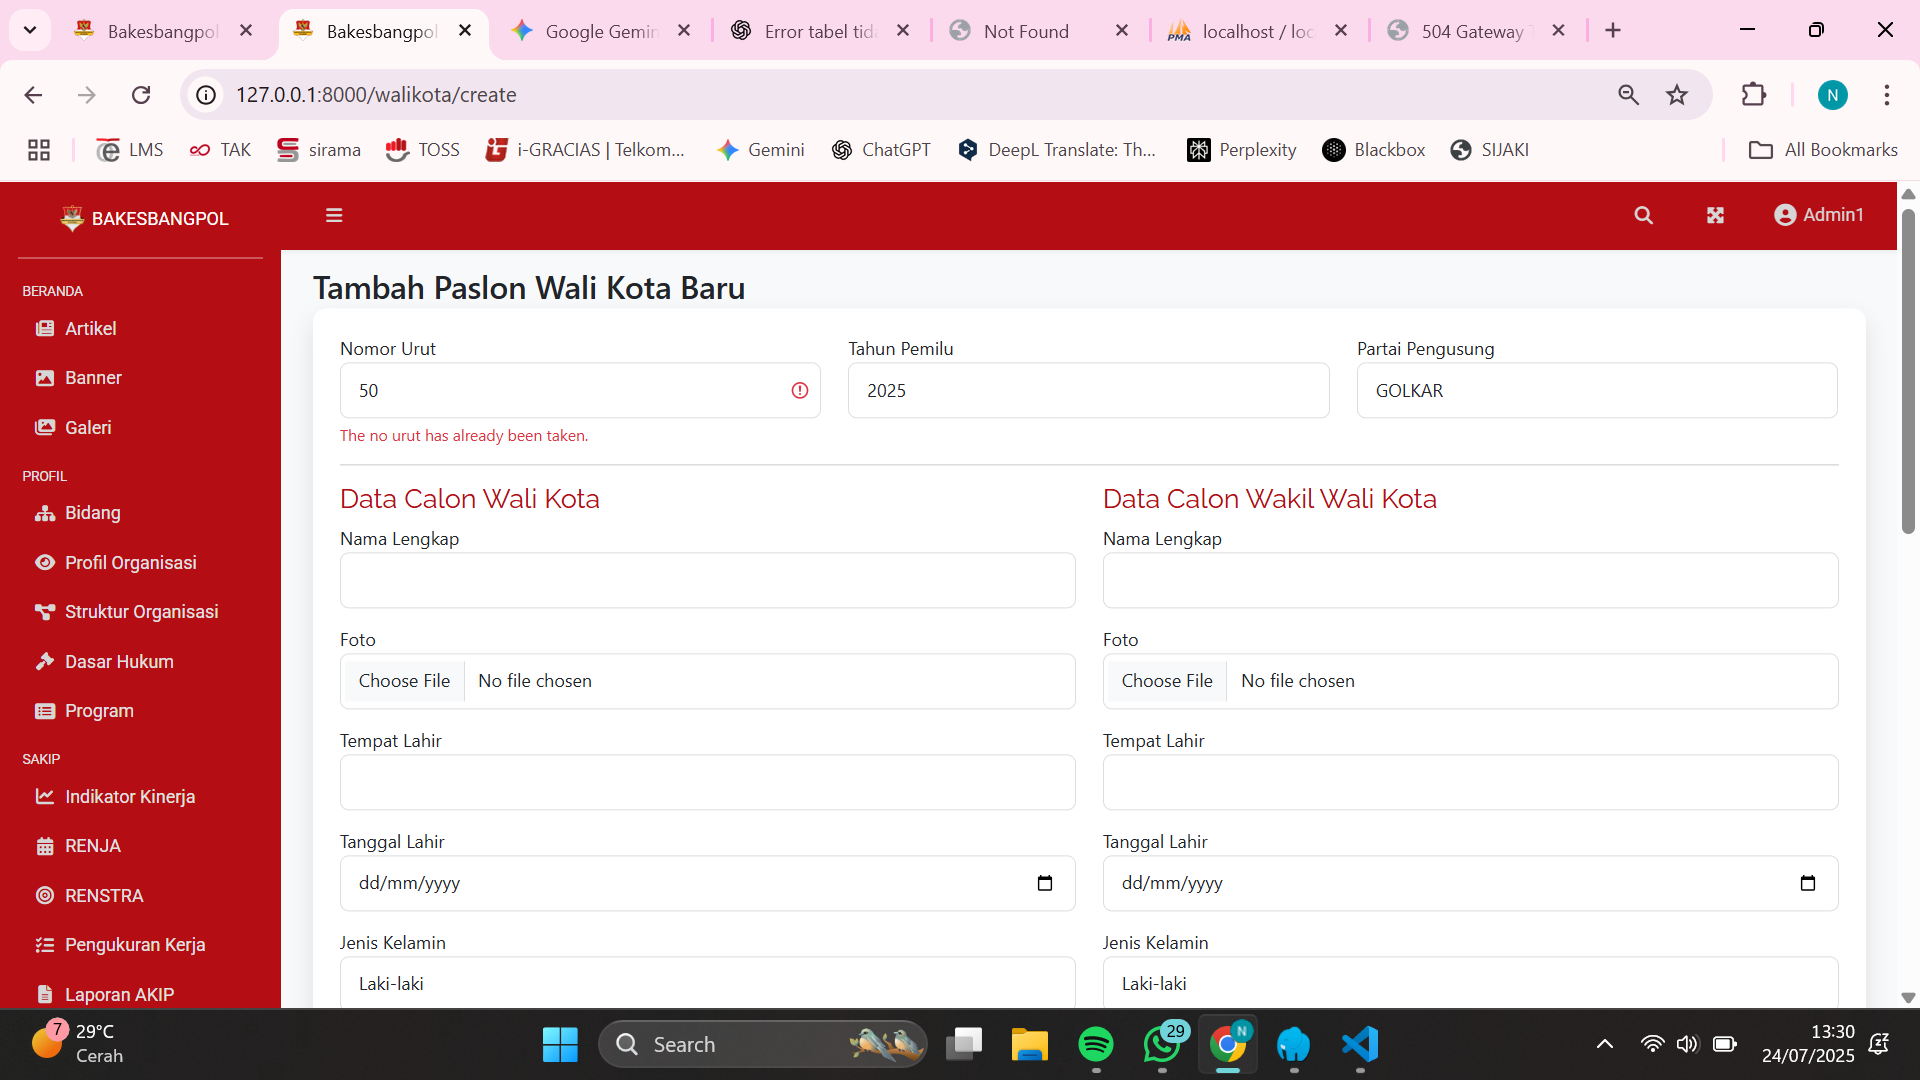 Bakesbangpol
Bakesbangpol
Google Gemin
Error tabel tida
Not Found
PMA
localhost / loc
504 Gateway T
127.0.0.1:8000/walikota/create
N
LMS
TAK
sirama
TOSS
i-GRACIAS | Telkom...
Gemini
ChatGPT
DeepL Translate: Th...
Perplexity
Blackbox
SIJAKI
All Bookmarks
BAKESBANGPOL
Admin1
BERANDA
Artikel
Banner
Galeri
PROFIL
Bidang
Profil Organisasi
Struktur Organisasi
Dasar Hukum
Program
SAKIP
Indikator Kinerja
RENJA
RENSTRA
Pengukuran Kerja
Laporan AKIP
Tambah Paslon Wali Kota Baru
Nomor Urut
50
The no urut has already been taken.
Tahun Pemilu
2025
Partai Pengusung
GOLKAR
Data Calon Wali Kota
Nama Lengkap
Foto
Choose File No file chosen
Tempat Lahir
Tanggal Lahir
dd/mm/yyyy
Jenis Kelamin
Laki-laki
Data Calon Wakil Wali Kota
Nama Lengkap
Foto
Choose File No file chosen
Tempat Lahir
Tanggal Lahir
dd/mm/yyyy
Jenis Kelamin
Laki-laki
7
29°C
Cerah
Search
29
N
13:30
24/07/2025